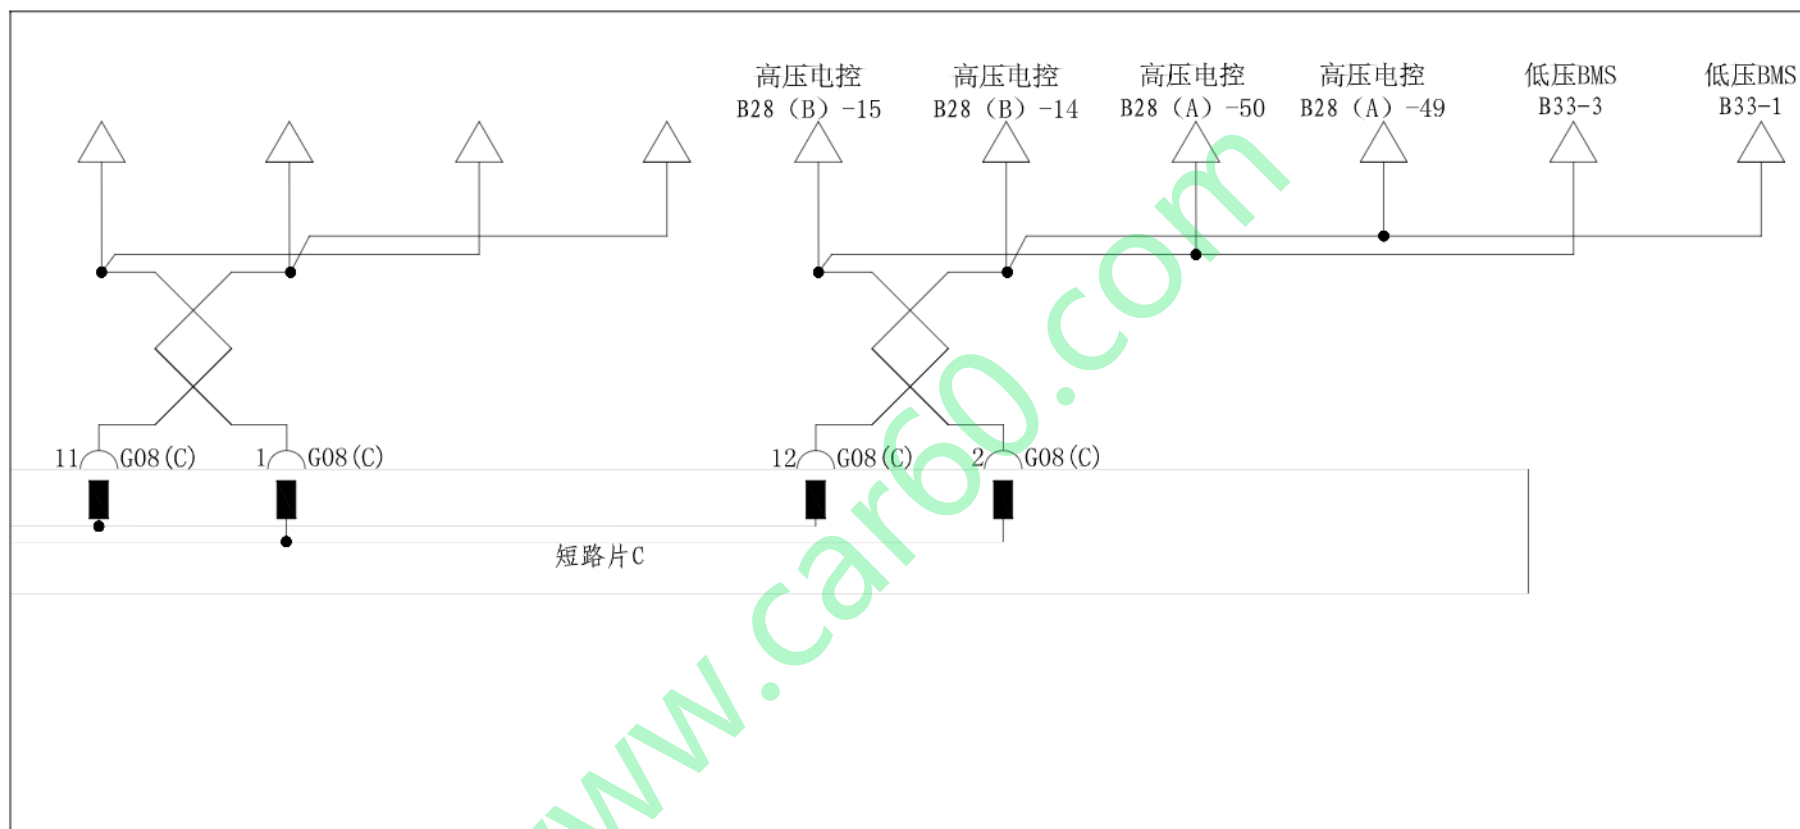 高压电控 高压电控 高压电控 高压电控 低压BMS 低压BMS
B28（B）-15 B28（B）-14 B28（A）-50 B28（A）-49 B33-3 B33-1
11 G08(C) 1 G08(C) 12 G08(C) 2 G08(C)
短路片C
www.car60.com